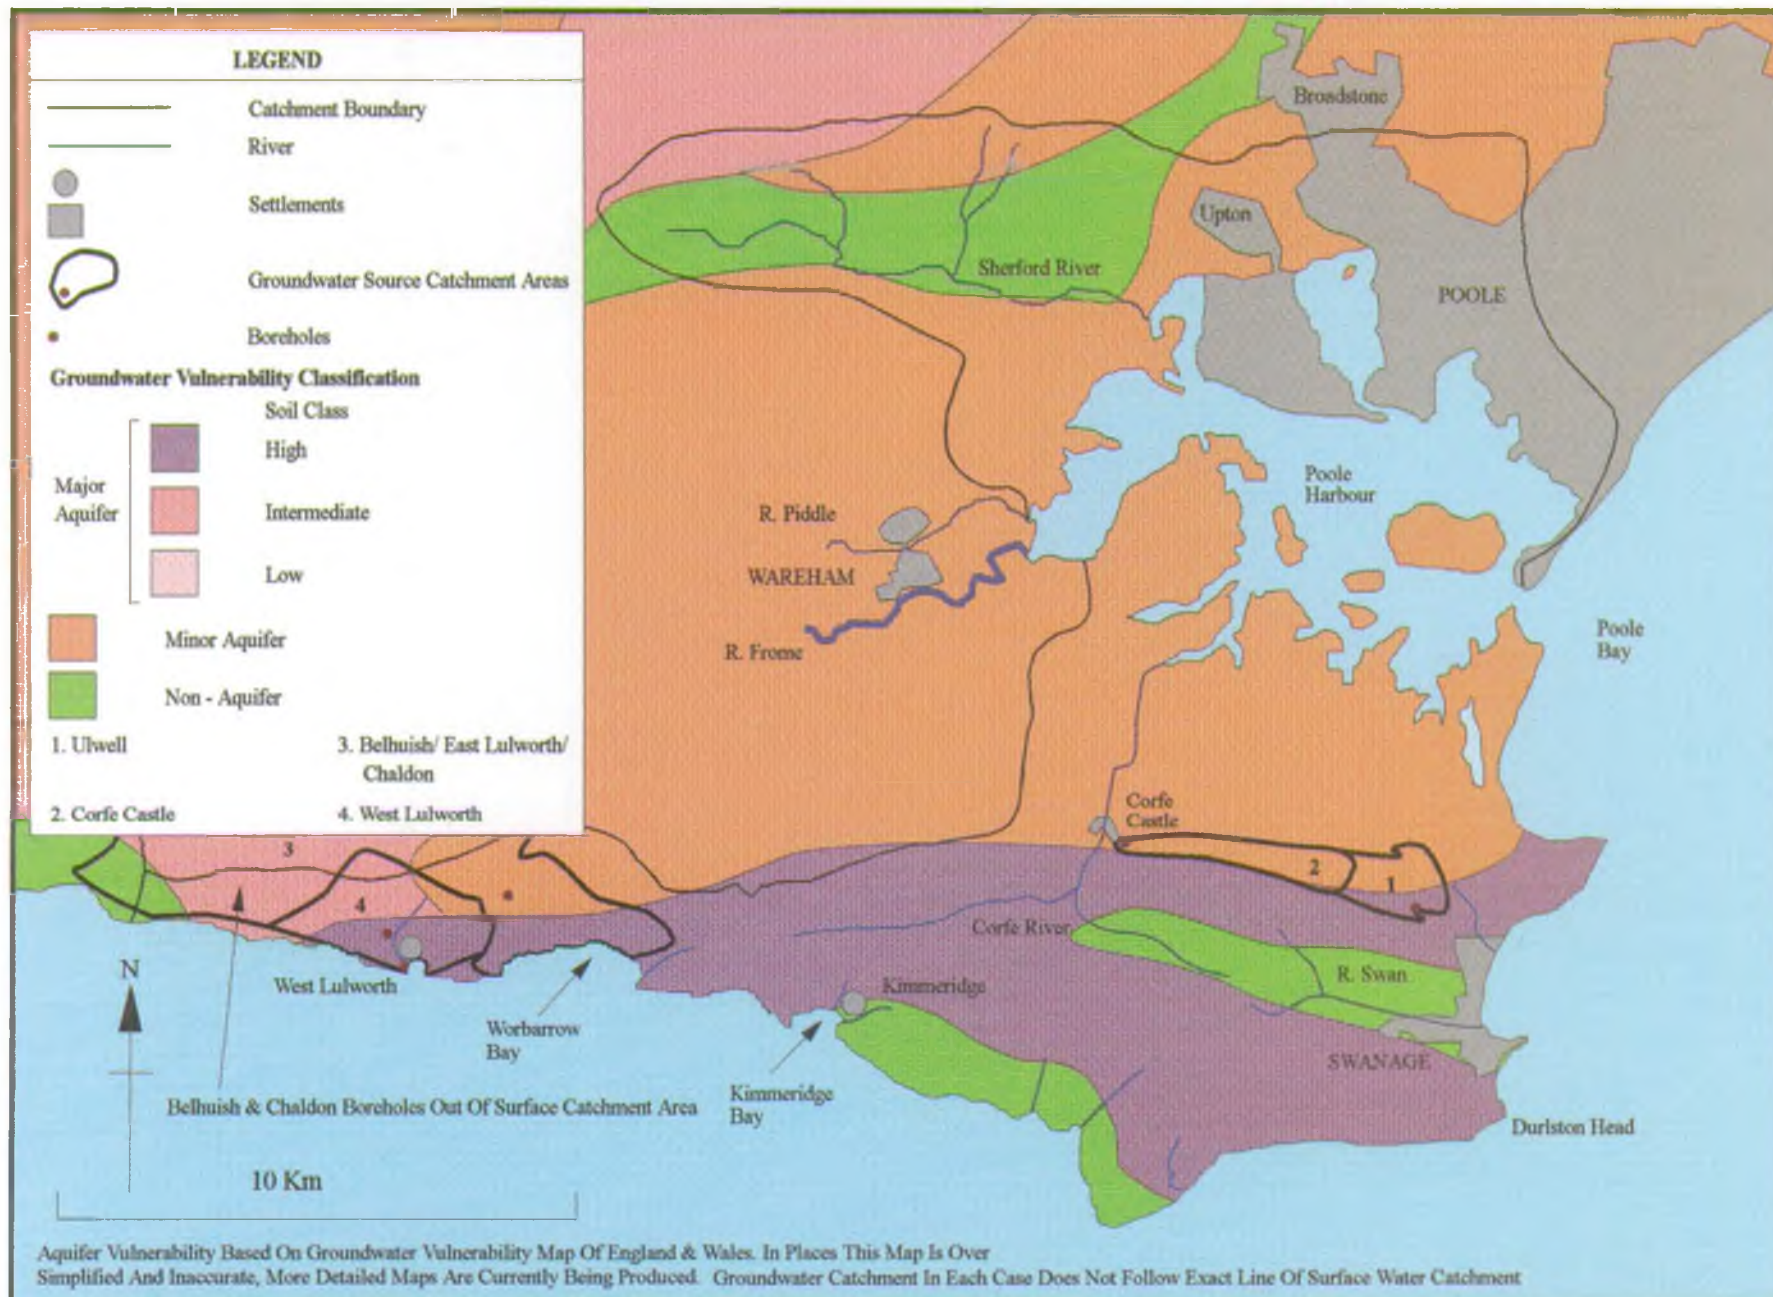 LEGEND
Catchment Boundary
River
Settlements
Groundwater Source Catchment Areas
Boreholes
Groundwater Vulnerability Classification
Soil Class
High
Major
Aquifer
Intermediate
Low
Minor Aquifer
Non - Aquifer
1. Ulwell
3. Belhuish/ East Lulworth/
Chaldon
2. Corfe Castle
4. West Lulworth
Broadstone
Upton
Sherford River
POOLE
Poole
Harbour
R. Piddle
WAREHAM
R. Frome
Poole
Bay
Corfe
Castle
3
2
1
4
Corfe River
R. Swan
N
West Lulworth
Kimmeridge
Worbarrow
Bay
SWANAGE
Kimmeridge
Bay
Belhuish & Chaldon Boreholes Out Of Surface Catchment Area
Durlston Head
10 Km
Aquifer Vulnerability Based On Groundwater Vulnerability Map Of England & Wales. In Places This Map Is Over
Simplified And Inaccurate, More Detailed Maps Are Currently Being Produced. Groundwater Catchment In Each Case Does Not Follow Exact Line Of Surface Water Catchment